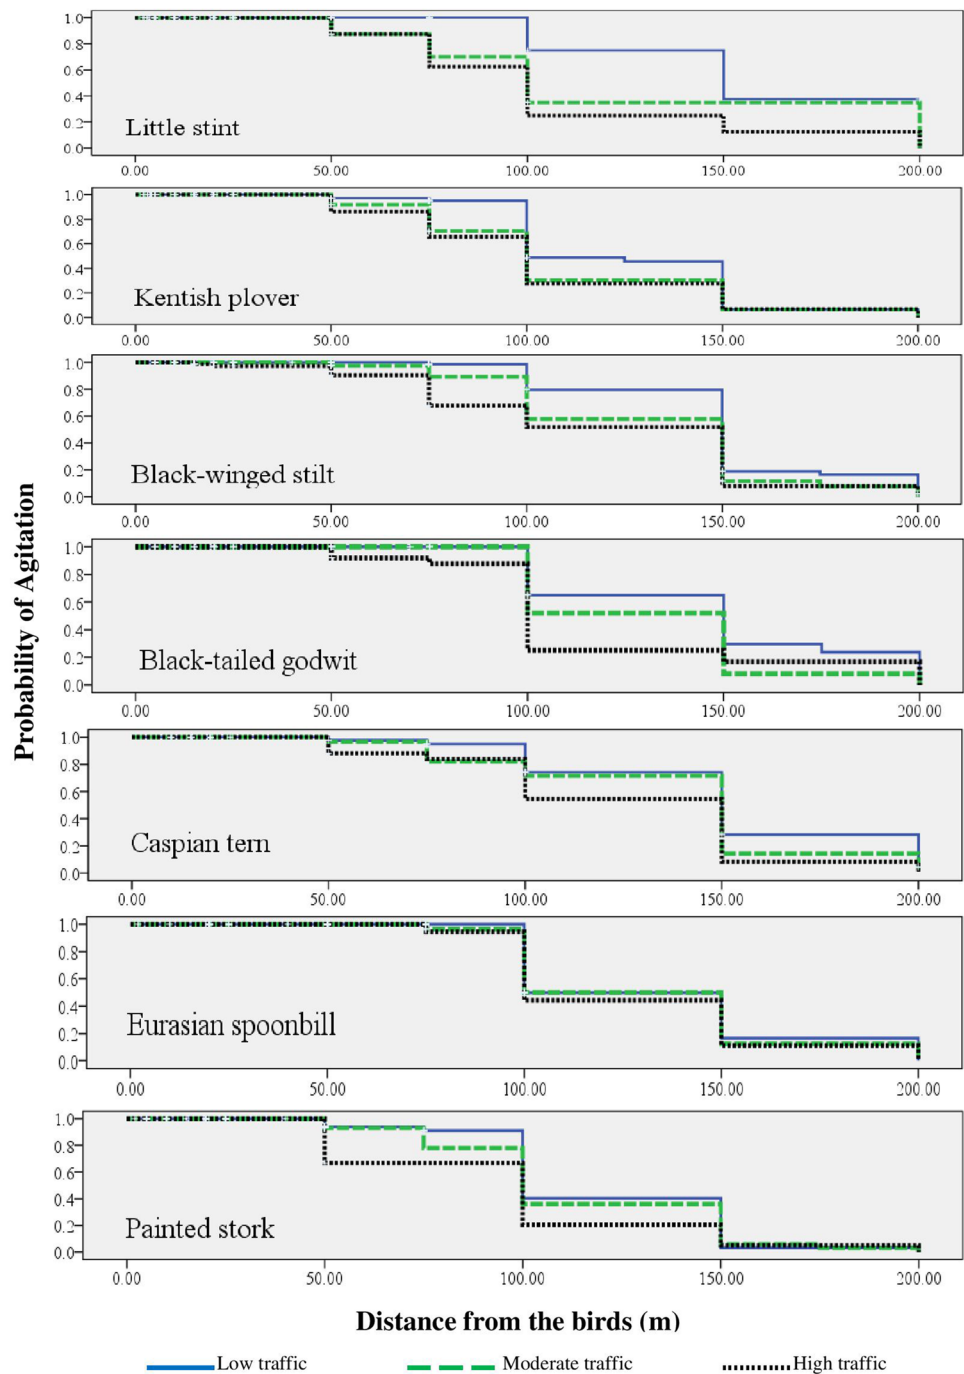 Probability of Agitation
1.0
0.8
0.6
0.4
0.2
0.0
Little stint
0.00 50.00 100.00 150.00 200.00
1.0
0.8
0.6
0.4
0.2
0.0
Kentish plover
0.00 50.00 100.00 150.00 200.00
1.0
0.8
0.6
0.4
0.2
0.0
Black-winged stilt
0.00 50.00 100.00 150.00 200.00
1.0
0.8
0.6
0.4
0.2
0.0
Black-tailed godwit
0.00 50.00 100.00 150.00 200.00
1.0
0.8
0.6
0.4
0.2
0.0
Caspian tern
0.00 50.00 100.00 150.00 200.00
1.0
0.8
0.6
0.4
0.2
0.0
Eurasian spoonbill
0.00 50.00 100.00 150.00 200.00
1.0
0.8
0.6
0.4
0.2
0.0
Painted stork
0.00 50.00 100.00 150.00 200.00
Distance from the birds (m)
Low traffic Moderate traffic High traffic